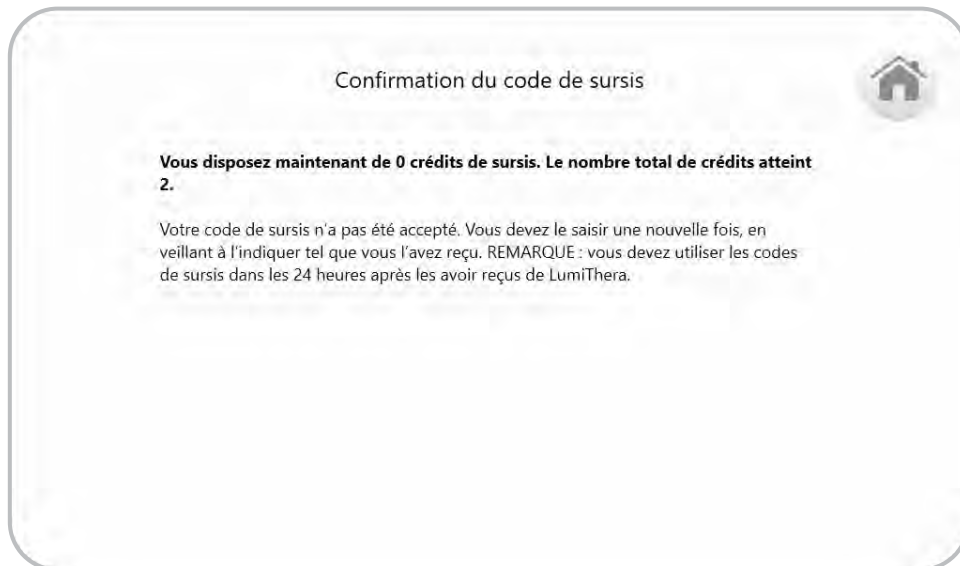 Confirmation du code de sursis
Vous disposez maintenant de 0 crédits de sursis. Le nombre total de crédits atteint
2.
Votre code de sursis n'a pas été accepté. Vous devez le saisir une nouvelle fois, en
veillant à l'indiquer tel que vous l'avez reçu. REMARQUE : vous devez utiliser les codes
de sursis dans les 24 heures après les avoir reçus de LumiThera.